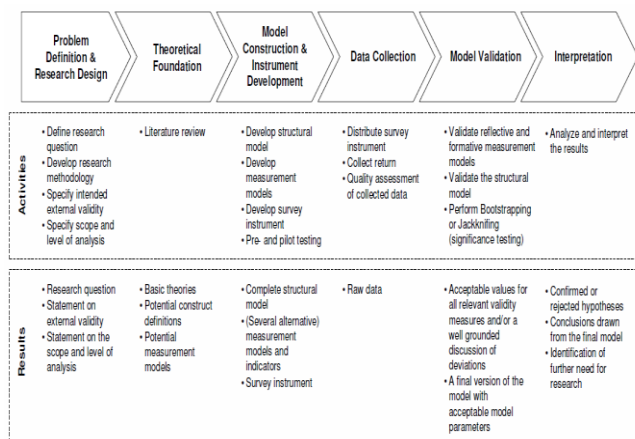 Problem
Definition &
Research Design
Theoretical
Foundation
Model
Construction &
Instrument
Development
Data Collection
Model Validation
Interpretation
Activities
• Define research
question
• Develop research
methodology
• Specify intended
external validity
• Specify scope and
level of analysis
• Literature review
• Develop structural
model
• Develop
measurement
models
• Develop survey
instrument
• Pre- and pilot testing
• Distribute survey
instrument
• Collect return
• Quality assessment
of collected data
• Validate reflective and
formative measurement
models
• Validate the structural
model
• Perform Bootstrapping
or Jackknifing
(significance testing)
• Analyze and interpret
the results
Results
• Research question
• Statement on
external validity
• Statement on the
scope and level of
analysis
• Basic theories
• Potential construct
definitions
• Potential
measurement
models
• Complete structural
model
• (Several alternative)
measurement
models and
indicators
• Survey instrument
• Raw data
• Acceptable values for
all relevant validity
measures and/or a
well grounded
discussion of
deviations
• A final version of the
model with
acceptable model
parameters
• Confirmed or
rejected hypotheses
• Conclusions drawn
from the final model
• Identification of
further need for
research